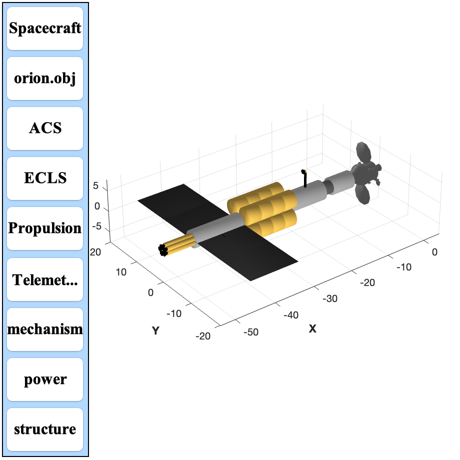 Spacecraft
orion.obj
ACS
ECLS
Propulsion
Telemet...
mechanism
power
structure
5
0
-5
20
10
0
-10
-20
Y
-50
-40
-30
-20
-10
0
X